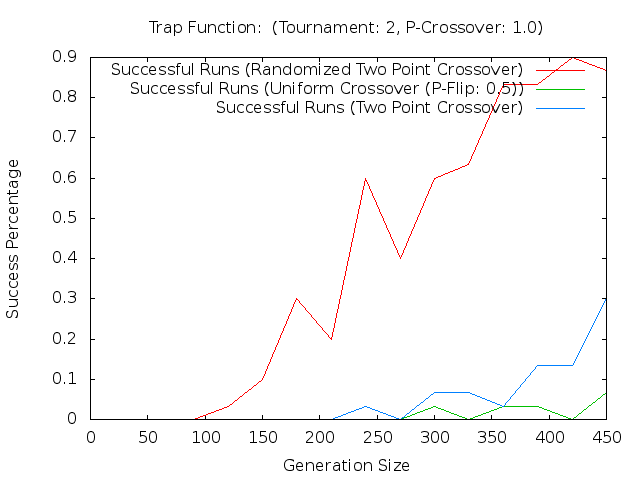 Trap Function:  (Tournament: 2, P-Crossover: 1.0)
Successful Runs (Randomized Two Point Crossover)
Successful Runs (Uniform Crossover (P-Flip: 0.5))
Successful Runs (Two Point Crossover)
Success Percentage
0.9
0.8
0.7
0.6
0.5
0.4
0.3
0.2
0.1
0
0 50 100 150 200 250 300 350 400 450
Generation Size